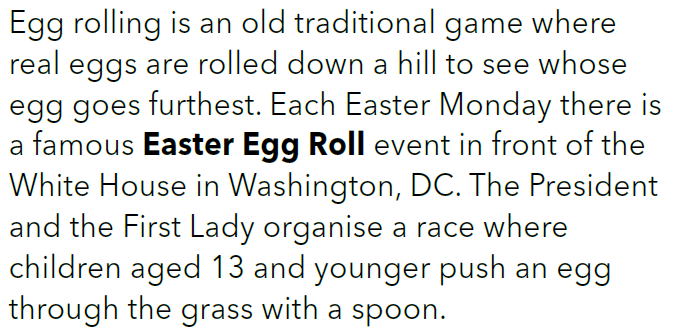 Egg rolling is an old traditional game where
real eggs are rolled down a hill to see whose
egg goes furthest. Each Easter Monday there is
a famous Easter Egg Roll event in front of the
White House in Washington, DC. The President
and the First Lady organise a race where
children aged 13 and younger push an egg
through the grass with a spoon.